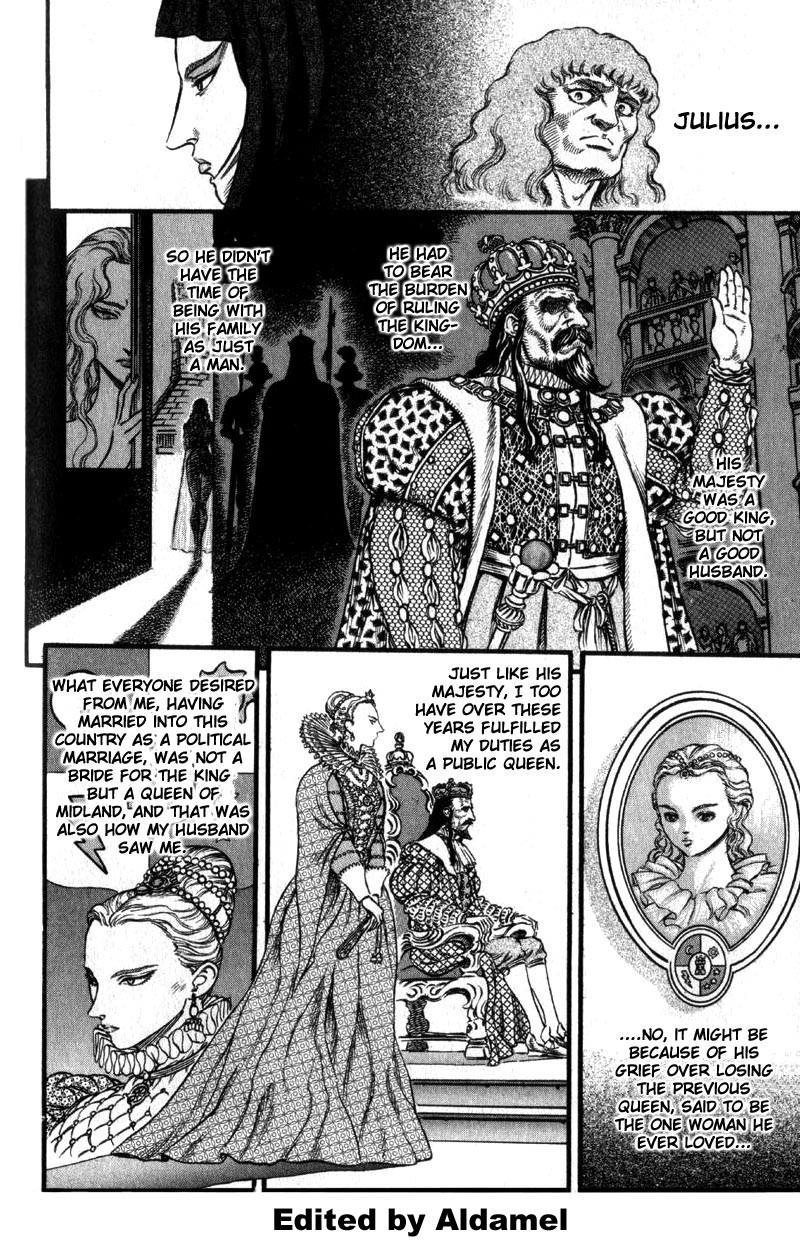 JULIUS...
SO HE DIDN'T
HAVE THE
TIME OF
BEING WITH
HIS FAMILY
AS JUST
A MAN.
HE HAD
TO BEAR
THE BURDEN
OF RULING
THE KING-
DOM...
HIS
MAJESTY
WAS A
GOOD KING,
BUT NOT
A GOOD
HUSBAND.
WHAT EVERYONE DESIRED
FROM ME, HAVING
MARRIED INTO THIS
COUNTRY AS A POLITICAL
MARRIAGE, WAS NOT A
BRIDE FOR THE KING
BUT A QUEEN OF
MIDLAND, AND THAT WAS
ALSO HOW MY HUSBAND
SAW ME.
JUST LIKE HIS
MAJESTY, I TOO
HAVE OVER THESE
YEARS FULFILLED
MY DUTIES AS
A PUBLIC QUEEN.
....NO, IT MIGHT BE
BECAUSE OF HIS
GRIEF OVER LOSING
THE PREVIOUS
QUEEN, SAID TO BE
THE ONE WOMAN HE
EVER LOVED...
Edited by Aldamel